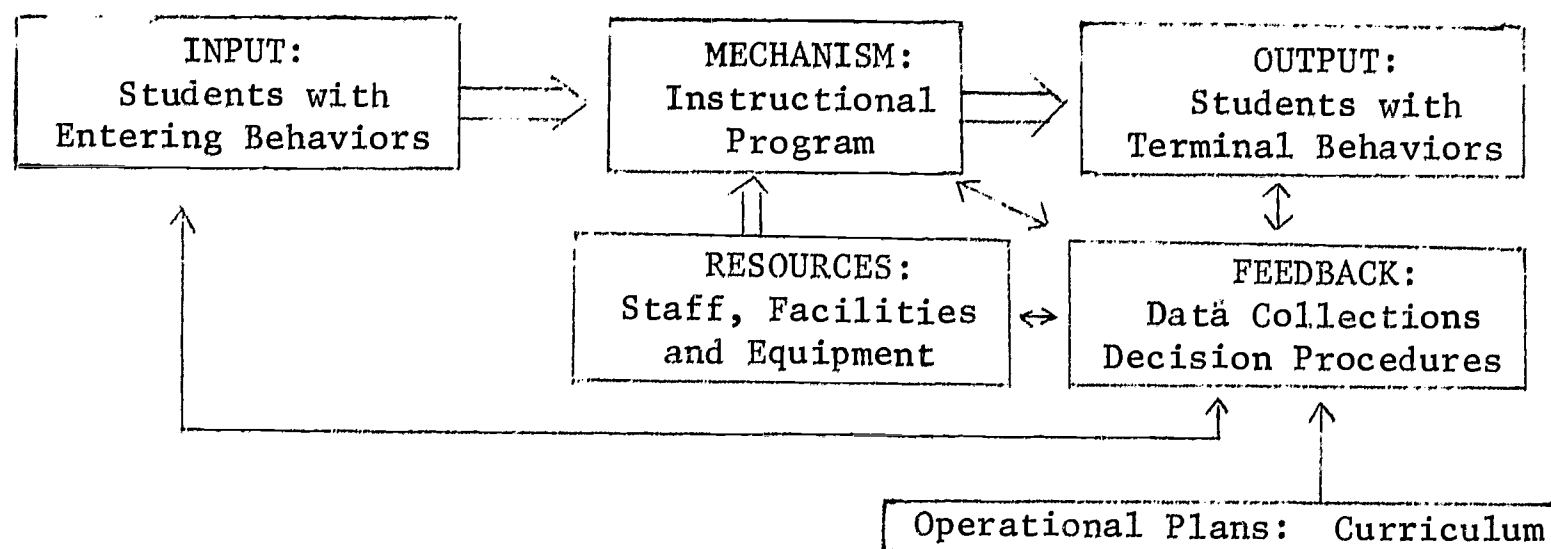 INPUT:
Students with
Entering Behaviors
MECHANISM:
Instructional
Program
OUTPUT:
Students with
Terminal Behaviors
RESOURCES:
Staff, Facilities
and Equipment
FEEDBACK:
Data Collections
Decision Procedures
Operational Plans: Curriculum